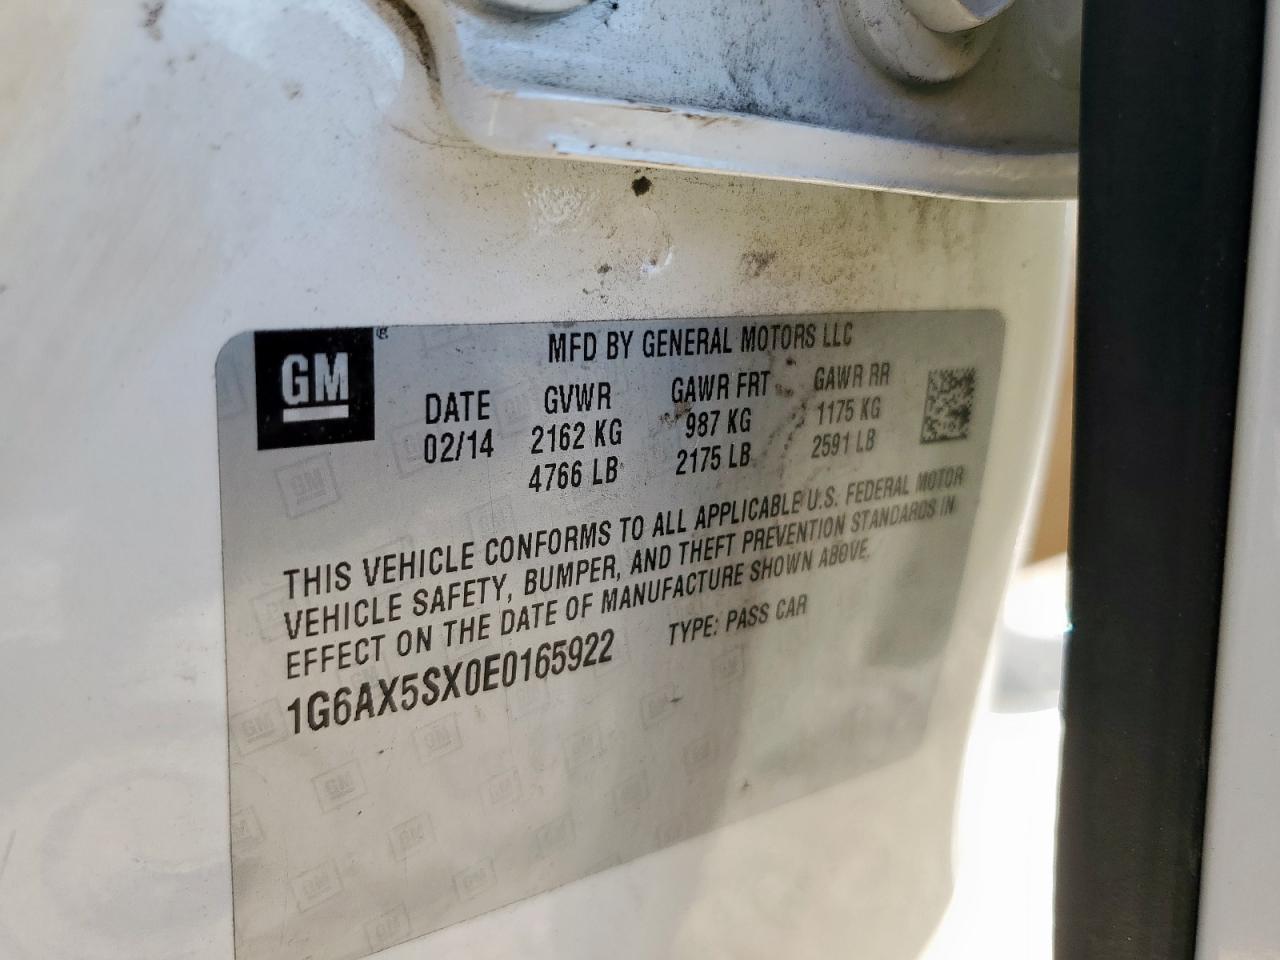 GM ®
MFD BY GENERAL MOTORS LLC
DATE GVWR GAWR FRT GAWR RR
02/14 2162 KG 987 KG 1175 KG
4766 LB 2175 LB 2591 LB
THIS VEHICLE CONFORMS TO ALL APPLICABLE U.S. FEDERAL MOTOR
VEHICLE SAFETY, BUMPER, AND THEFT PREVENTION STANDARDS IN
EFFECT ON THE DATE OF MANUFACTURE SHOWN ABOVE.
1G6AX5SX0E0165922 TYPE: PASS CAR